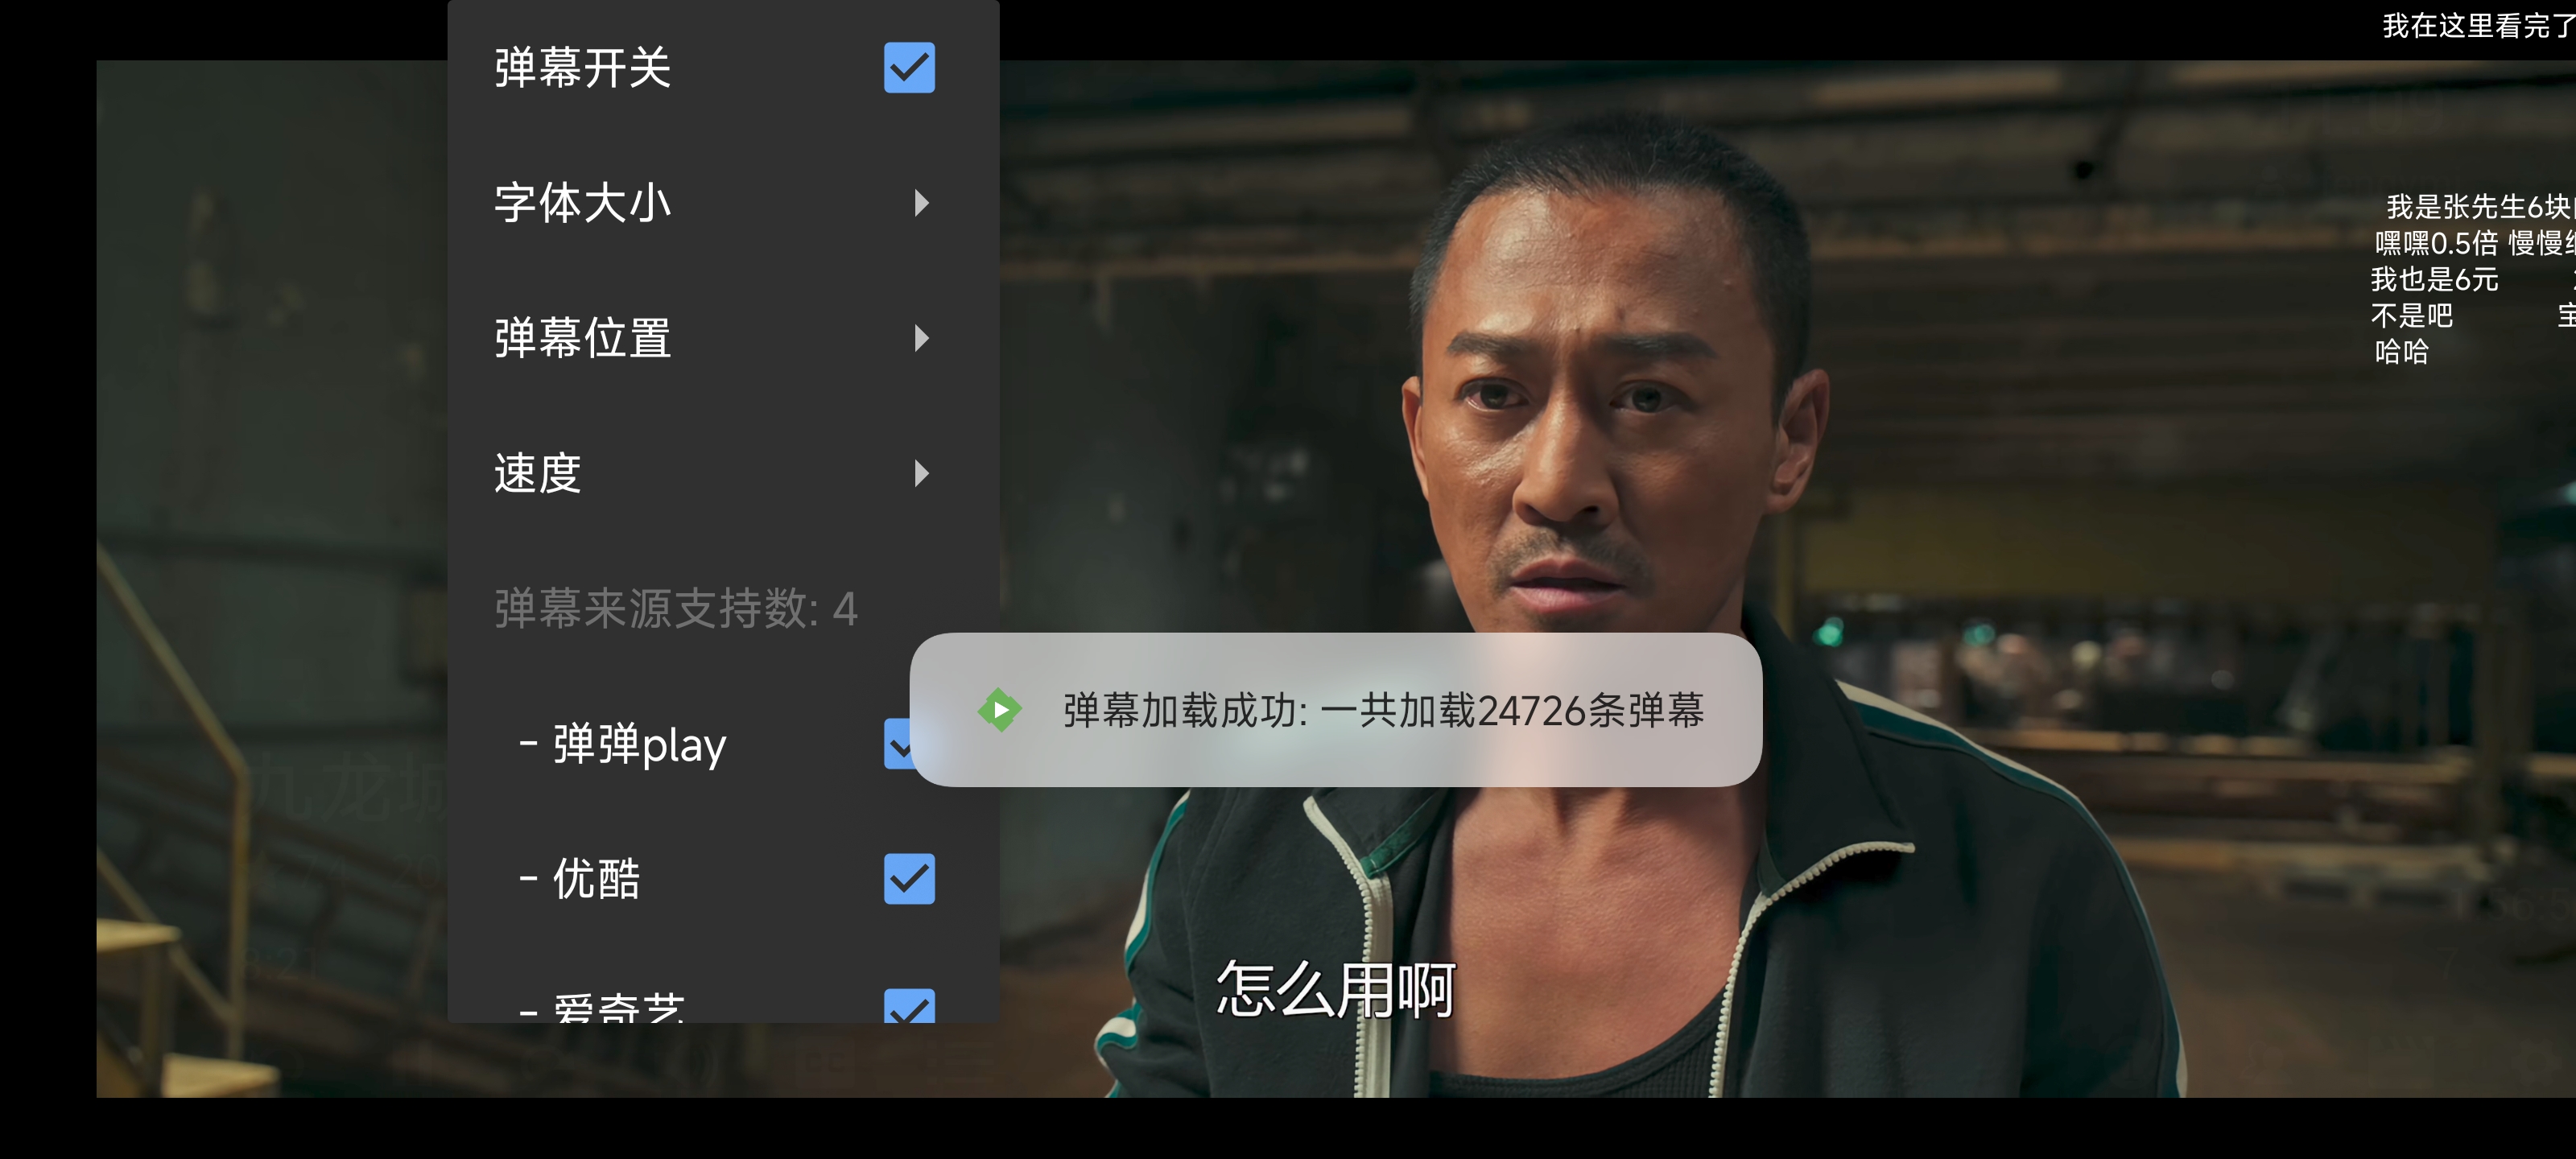 弹幕开关
字体大小
弹幕位置
速度
弹幕来源支持数: 4
- 弹弹play
- 优酷
- 爱奇艺
弹幕加载成功: 一共加载24726条弹幕
我在这里看完了
我是张先生6块
嘿嘿0.5倍 慢慢
我也是6元
不是吧 宝
哈哈
九龙城
怎么用啊